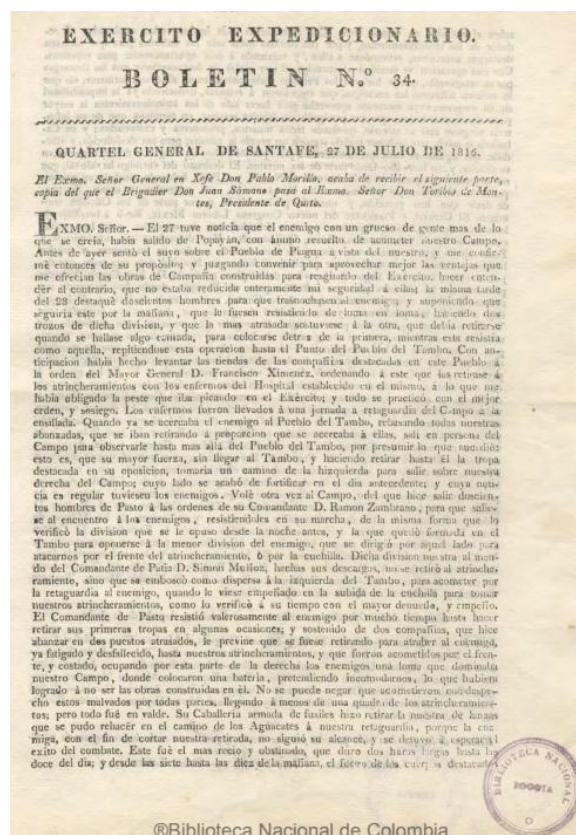 EXERCITO EXPEDICIONARIO.
BOLETIN N.º 34.
QUARTEL GENERAL DE SANTAFE, 27 DE JULIO DE 1816.
El Exmo. Señor General en Xefe Don Pablo Morillo, acaba de recibir el siguiente parte,
copia del que el Brigadier Don Juan Sámano pasó al Exmo. Señor Don Toribio de Mon-
tes, Presidente de Quito.
EXMO. Señor. — El 27 tuve noticia que el enemigo con un grueso de gente mas de lo
que se creía, habia salido de Popayán, con ánimo resuelto de acometer nuestro Campo.
Antes de ayer sentó el suyo sobre el Pueblo de Piagua a vista del nuestro, y me confir-
mé entonces de su propósito; y juzgando convenir para aprovechar mejor las ventajas que
me ofrecian las obras de Campaña construidas para resguardo del Exército, hacer enten-
der al contrario, que no estaba reducida enteramente mi seguridad á ellas; la misma tarde
del 28 destaqué doscientos hombres para que trasnochasen al enemigo, y suponiendo que
seguiria este por la mañana, que le fuesen resistiendo de loma en loma, haciendo dos
trozos de dicha division, y que la mas atrasada sostuviese á la otra, que debia retirarse
quando se hallase algo cansada, para colocarse detras de la primera, mientras esta resistia
como aquella, repitiendose esta operacion hasta el Punto del Pueblo del Tambo. Con an-
ticipacion habia hecho levantar las tiendas de las compañias destacadas en este Pueblo á
la orden del Mayor General D. Francisco Ximenez, ordenando á este que las retirase á
los atrincheramientos con los enfermos del Hospital establecido en el mismo, á lo que me
habia obligado la peste que iba picando en el Exército; y todo se practicó con el mejor
orden, y sosiego. Los enfermos fueron llevados á una jornada a retaguardia del Campo a la
ensillada. Quando ya se acercaba el enemigo al Pueblo del Tambo, rebazando todas nuestras
abanzadas, que se iban retirando á proporcion que se acercaba á ellas, salí en persona del
Campo para observarle hasta mas allá del Pueblo del Tambo, por presumir lo que sucedió;
esto es, que su mayor fuerza, sin llegar al Tambo, y haciendo retirar hasta él la tropa
destacada en su oposicion, tomaria un camino de la hizquierda para salir sobre nuestra
derecha del Campo; cuyo lado se acabó de fortificar en el dia antecedente; y cuya noti-
cia es regular tuviesen los enemigos. Volé otra vez al Campo, del que hice salir doscien-
tos hombres de Pasto á las ordenes de su Comandante D. Ramon Zambrano, para que salie-
se al encuentro á los enemigos, resistiendoles en su marcha, de la misma forma que lo
verificó la division que se le opuso desde la noche antes, y la que quedó formada en el
Tambo para oponerse á la menor division del enemigo, que se dirigió por aquel lado para
atacarnos por el frente del atrincheramiento, ó por la cuchilla. Dicha division nuestra al man-
do del Comandante de Patía D. Simon Muñoz, hechas sus descargas, no se retiró al atrinche-
ramiento, sino que se emboscó como dispersa á la izquierda del Tambo, para acometer por
la retaguardia al enemigo, quando le viese empeñado en la subida de la cuchilla para tomar
nuestros atrincheramientos, como lo verificó á su tiempo con el mayor denuedo, y empeño.
El Comandante de Pasto resistió valerosamente al enemigo por mucho tiempo hasta hacer
retirar sus primeras tropas en algunas ocasiones; y sostenido de dos compañias, que hice
abanzar en dos puestos atrasados, le previne que se fuese retirando para atraher al enemigo,
ya fatigado y desfallecido, hasta nuestros atrincheramientos, y que fueron acometidos por el fren-
te, y costado, ocupando por esta parte de la derecha los enemigos una loma que dominaba
nuestro Campo, donde colocaron una bateria, pretendiendo incomodarnos, lo que hubiera
logrado á no ser las obras construidas en él. No se puede negar que acometieron con despe-
cho estos malvados por todas partes, llegando á menos de una quadra de los atrincheramien-
tos; pero todo fué en valde. Su Caballeria armada de fusiles hizo retirar la nuestra de lanzas
que se pudo rehacér en el camino de los Aguacates á nuestra retaguardia, porque la ene-
miga, con el fin de cortar nuestra retirada, no siguió su alcance, y se detuvo á esperar el
exito del combate. Este fué el mas recio y obstinado, que duró dos horas largas hasta las
doce del dia; y desde las siete hasta las diez de la mañana, el fuego de los cuerpos destacados
BIBLIOTECA NACIONAL
BOGOTA
®Biblioteca Nacional de Colombia